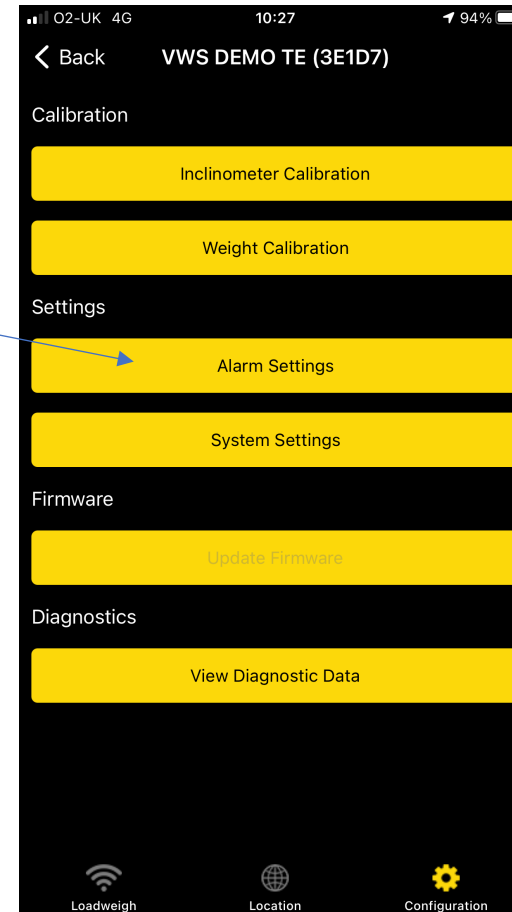 O2-UK 4G 10:27 94%
Back VWS DEMO TE (3E1D7)
Calibration
Inclinometer Calibration
Weight Calibration
Settings
Alarm Settings
System Settings
Firmware
Update Firmware
Diagnostics
View Diagnostic Data
Loadweigh Location Configuration